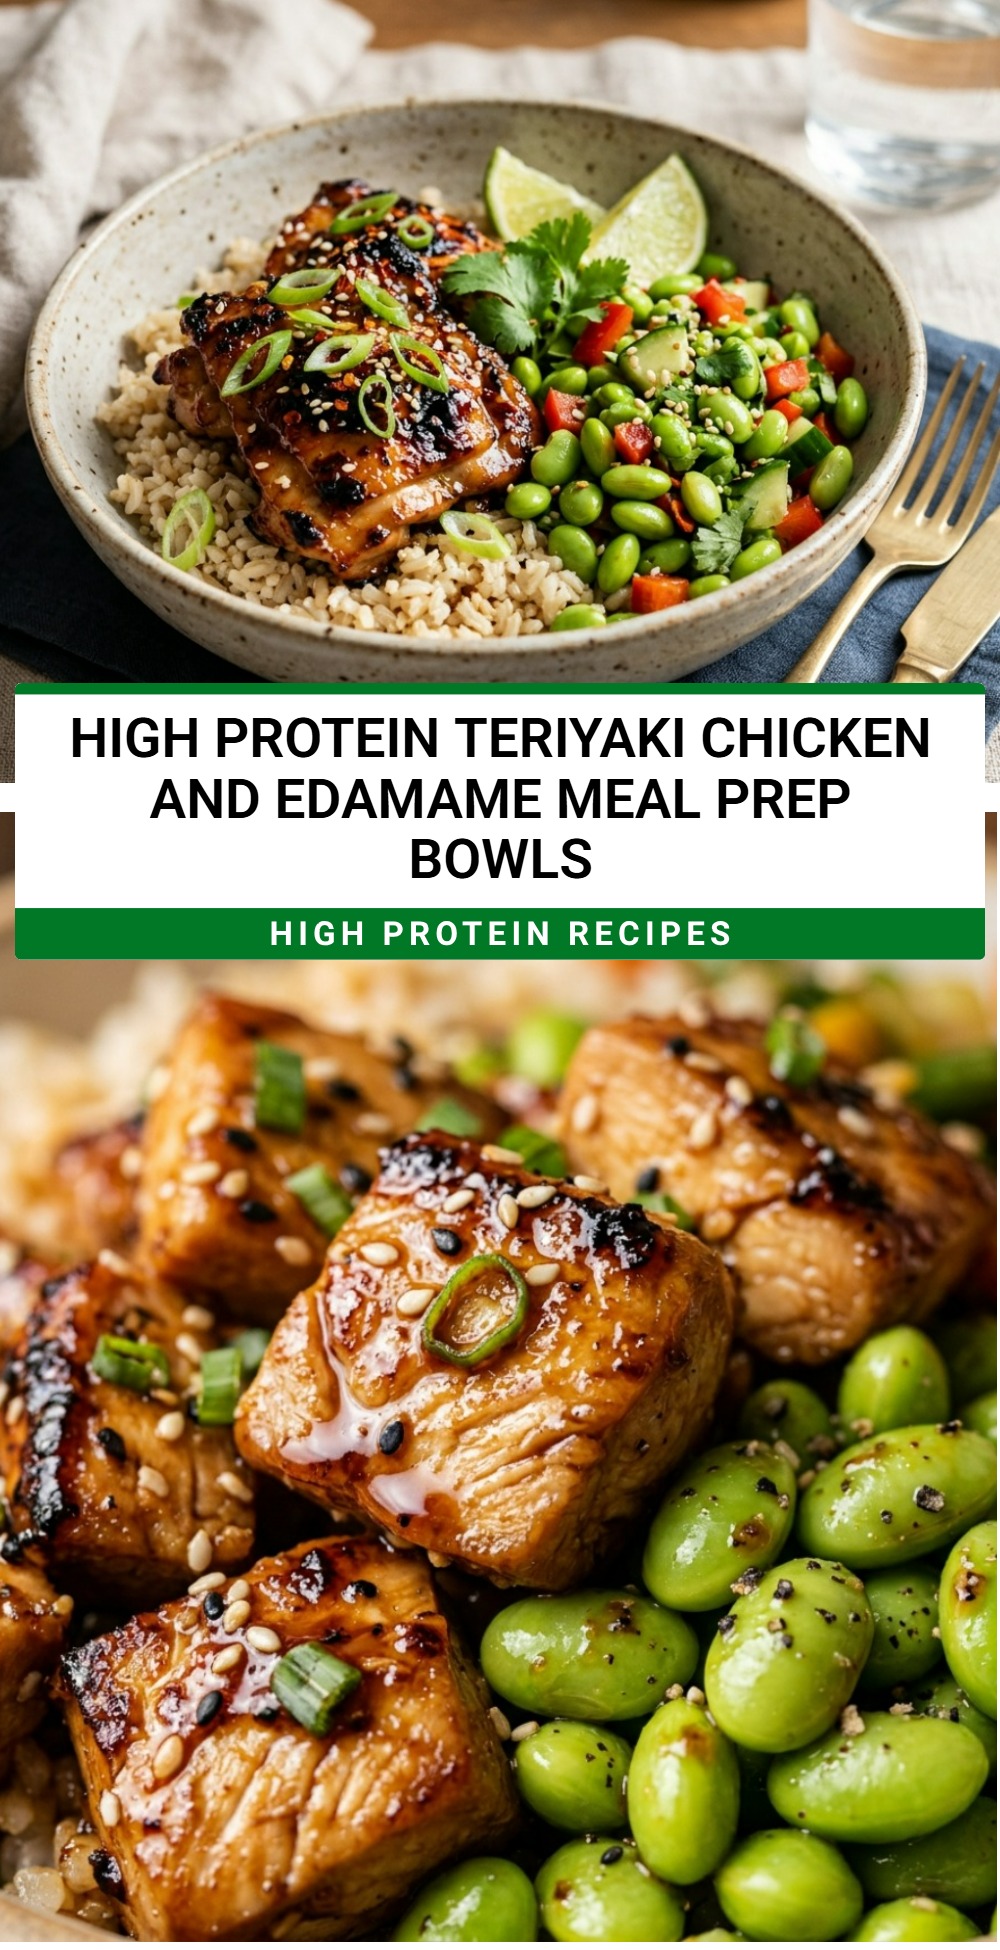 HIGH PROTEIN TERIYAKI CHICKEN
AND EDAMAME MEAL PREP
BOWLS
HIGH PROTEIN RECIPES